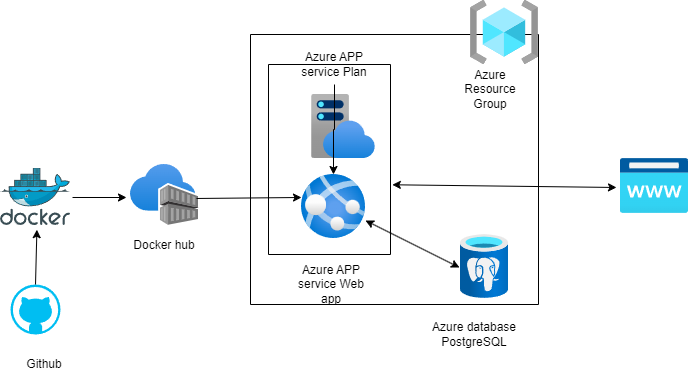 Azure APP
service Plan
Azure
Resource
Group
docker
www
Docker hub
Azure APP
service Web
app
Azure database
PostgreSQL
Github